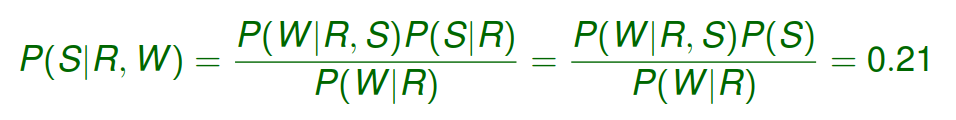 P(S|R, W) = P(W|R, S)P(S|R) / P(W|R) = P(W|R, S)P(S) / P(W|R) = 0.21